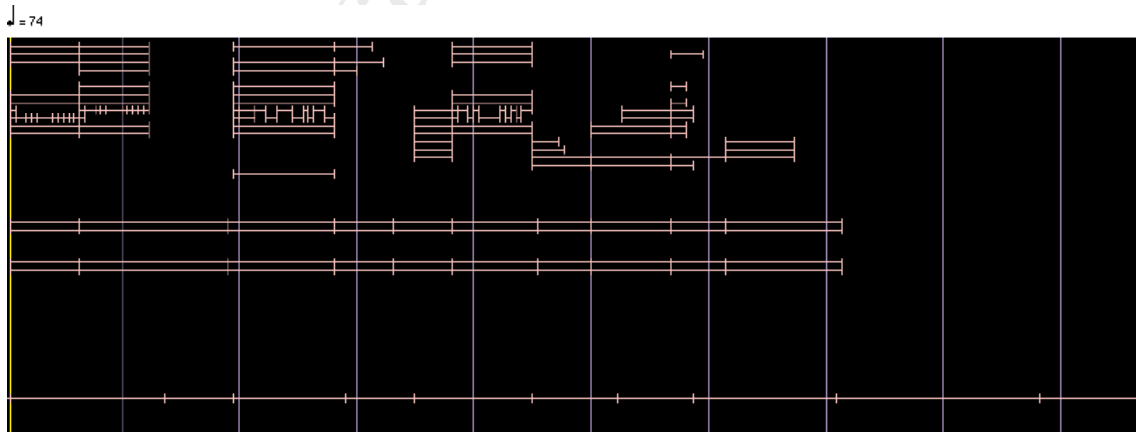 ♩ = 74